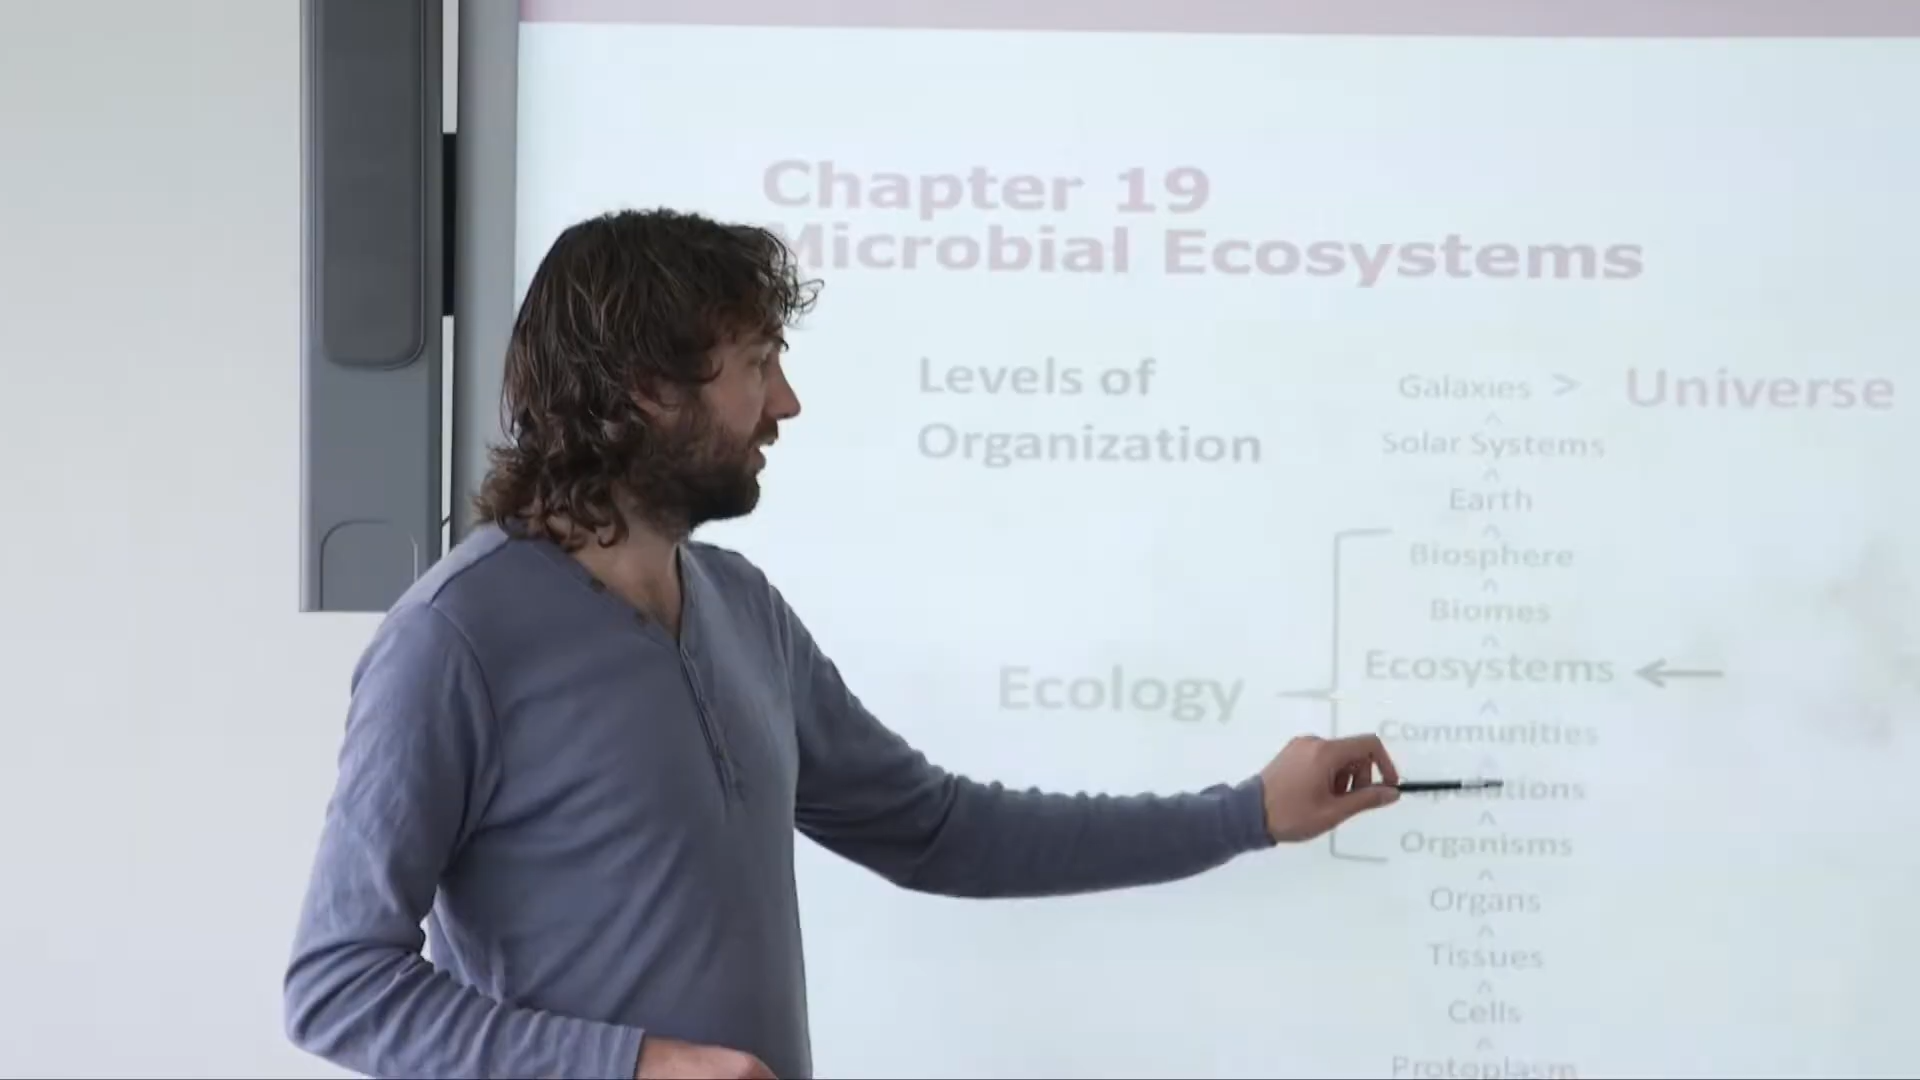 Chapter 19
Microbial Ecosystems
Levels of
Organization
Galaxies > Universe
^
Solar Systems
^
Earth
^
Biosphere
^
Biomes
^
Ecosystems ←
^
Ecology
Communities
^
^
Organisms
^
Organs
^
Tissues
^
Cells
^
Protoplasm